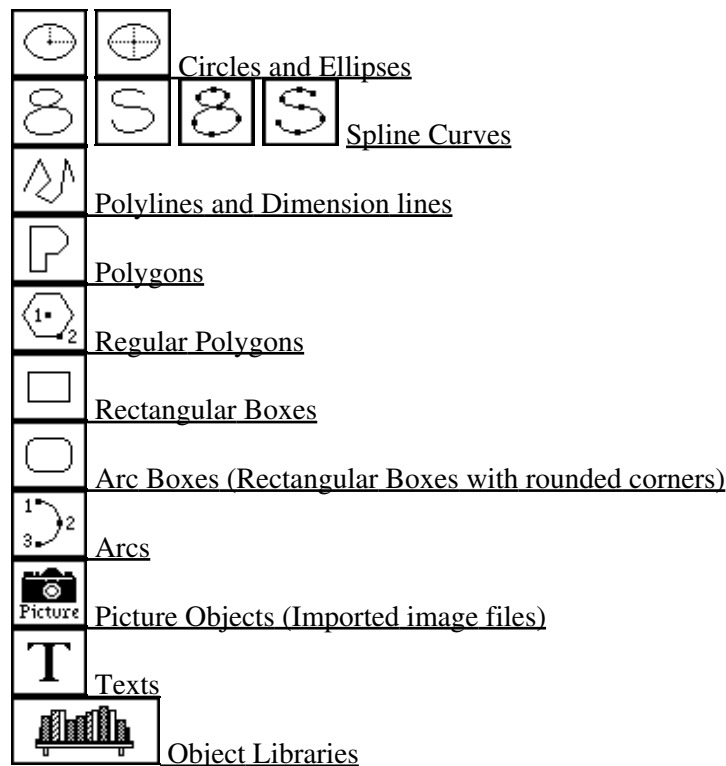 Circles and Ellipses
Spline Curves
Polylines and Dimension lines
Polygons
1 2
Regular Polygons
Rectangular Boxes
Arc Boxes (Rectangular Boxes with rounded corners)
1 2
3
Arcs
Picture
Picture Objects (Imported image files)
T
Texts
Object Libraries